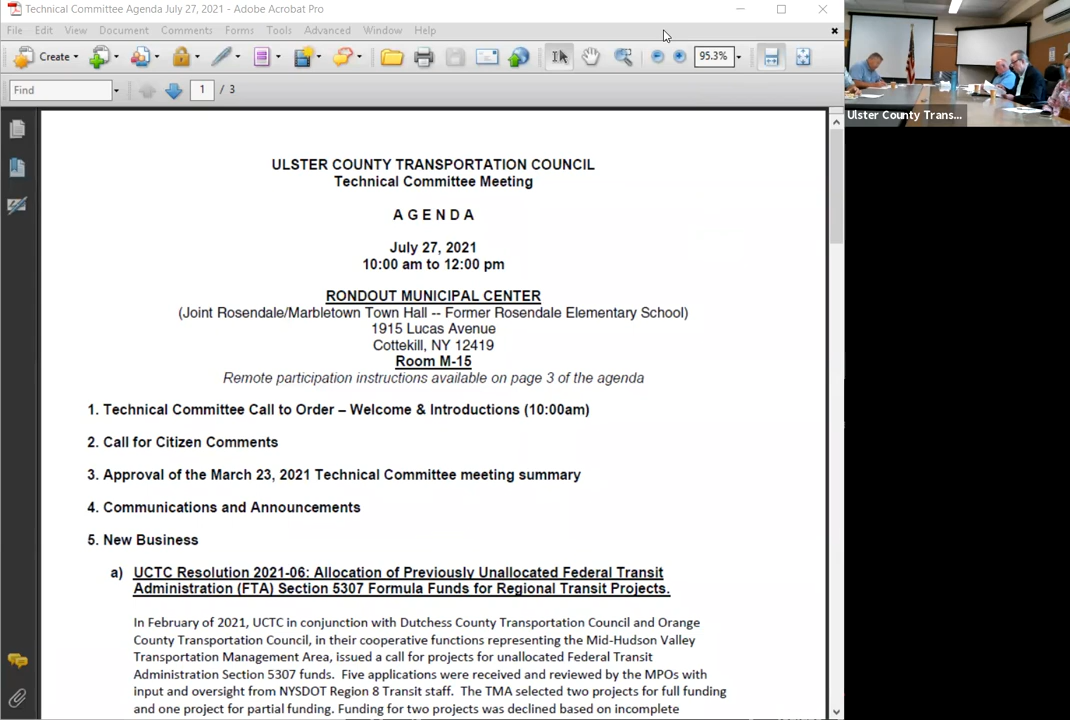 Technical Committee Agenda July 27, 2021 - Adobe Acrobat Pro
File Edit View Document Comments Forms Tools Advanced Window Help
Create 95.3%
Find 1 / 3
Ulster County Trans...
ULSTER COUNTY TRANSPORTATION COUNCIL
Technical Committee Meeting
A G E N D A
July 27, 2021
10:00 am to 12:00 pm
RONDOUT MUNICIPAL CENTER
(Joint Rosendale/Marbletown Town Hall -- Former Rosendale Elementary School)
1915 Lucas Avenue
Cottekill, NY 12419
Room M-15
Remote participation instructions available on page 3 of the agenda
1. Technical Committee Call to Order – Welcome & Introductions (10:00am)
2. Call for Citizen Comments
3. Approval of the March 23, 2021 Technical Committee meeting summary
4. Communications and Announcements
5. New Business
a) UCTC Resolution 2021-06: Allocation of Previously Unallocated Federal Transit
Administration (FTA) Section 5307 Formula Funds for Regional Transit Projects.
In February of 2021, UCTC in conjunction with Dutchess County Transportation Council and Orange
County Transportation Council, in their cooperative functions representing the Mid-Hudson Valley
Transportation Management Area, issued a call for projects for unallocated Federal Transit
Administration Section 5307 funds. Five applications were received and reviewed by the MPOs with
input and oversight from NYSDOT Region 8 Transit staff. The TMA selected two projects for full funding
and one project for partial funding. Funding for two projects was declined based on incomplete